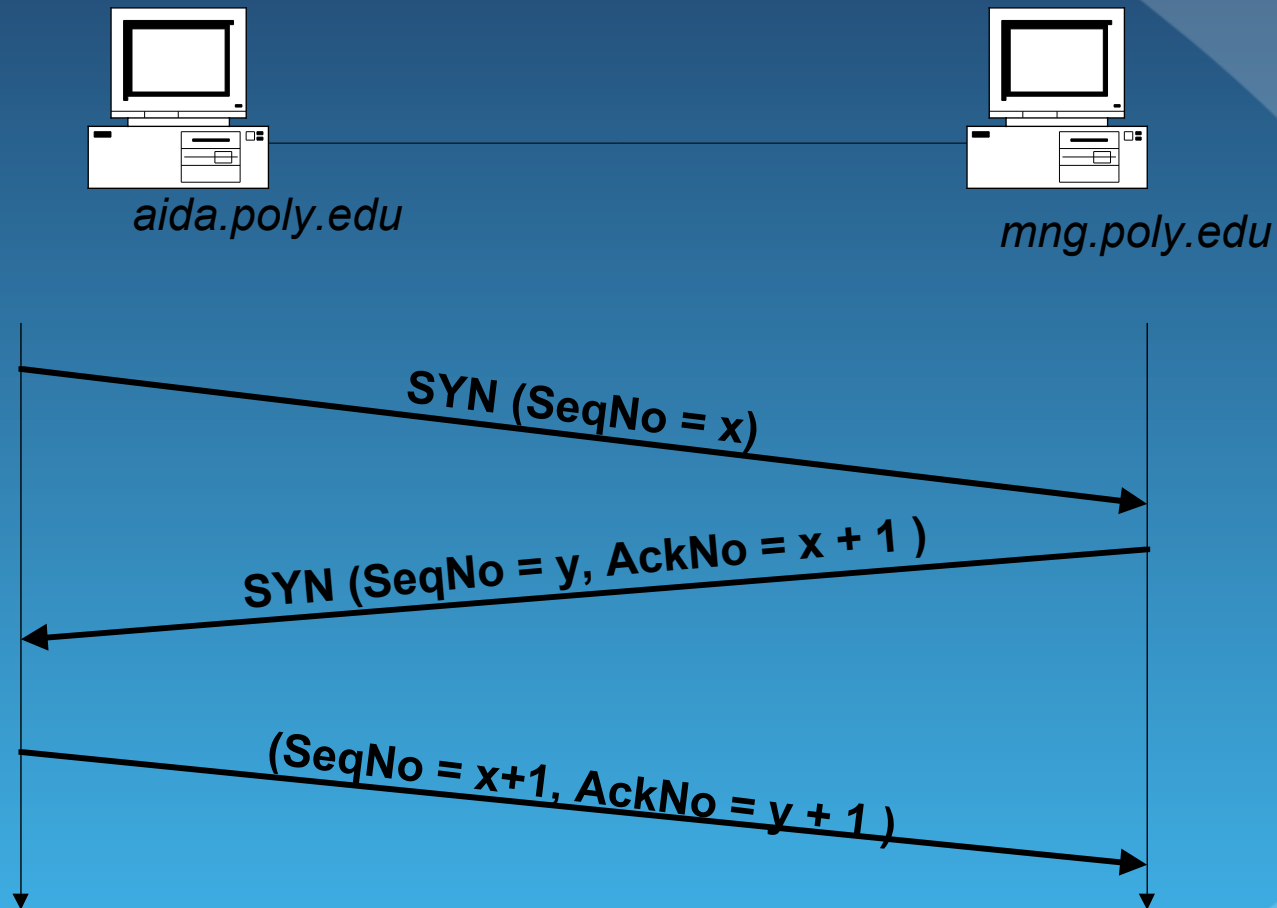 aida.poly.edu
mng.poly.edu
SYN (SeqNo = x)
SYN (SeqNo = y, AckNo = x + 1 )
(SeqNo = x+1, AckNo = y + 1 )